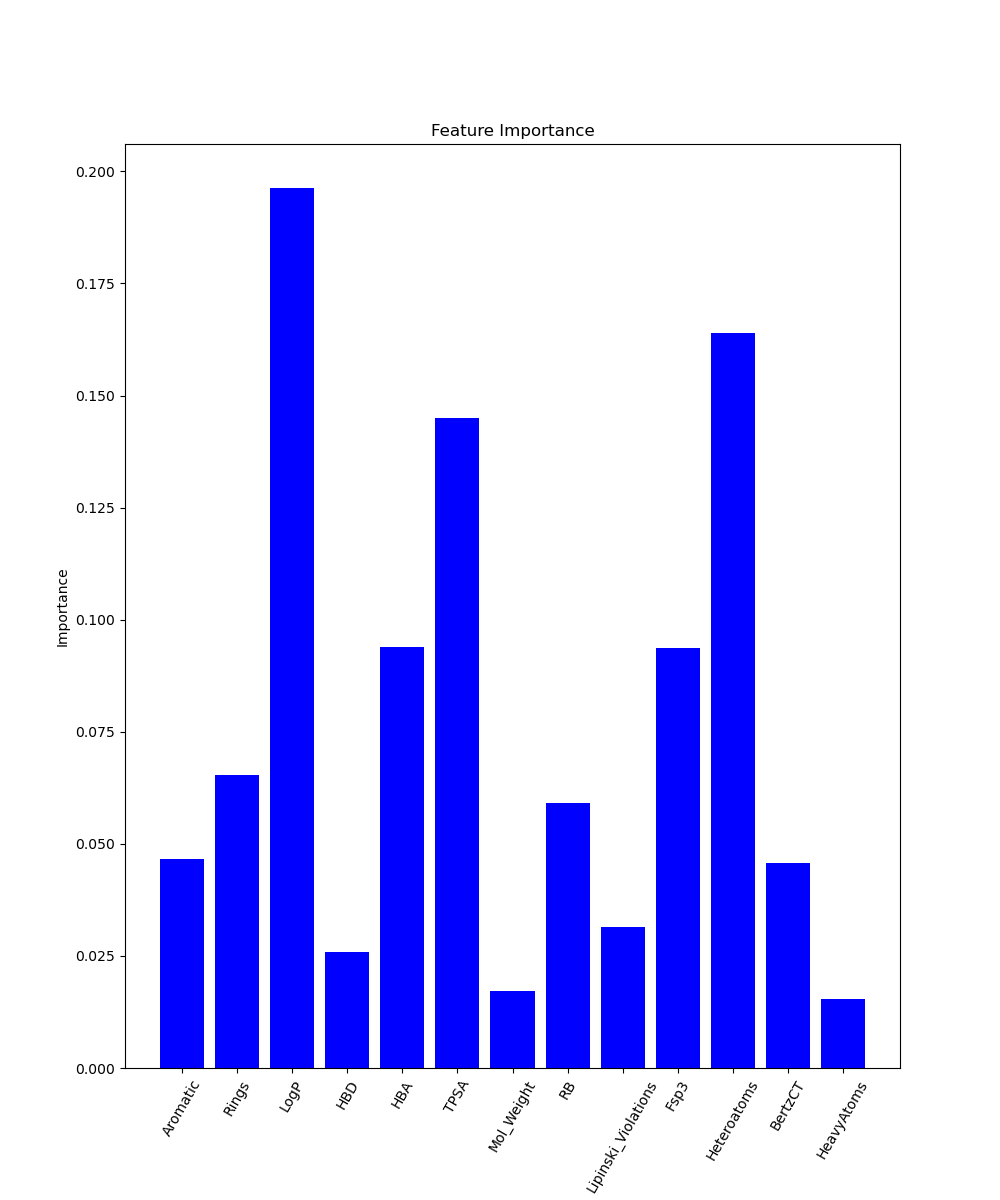 Feature Importance
0.200
0.175
0.150
0.125
0.100
0.075
0.050
0.025
0.000
Importance
Aromatic
Rings
LogP
HBD
HBA
TPSA
Mol_Weight
RB
Lipinski_Violations
Fsp3
Heteroatoms
BertzCT
HeavyAtoms